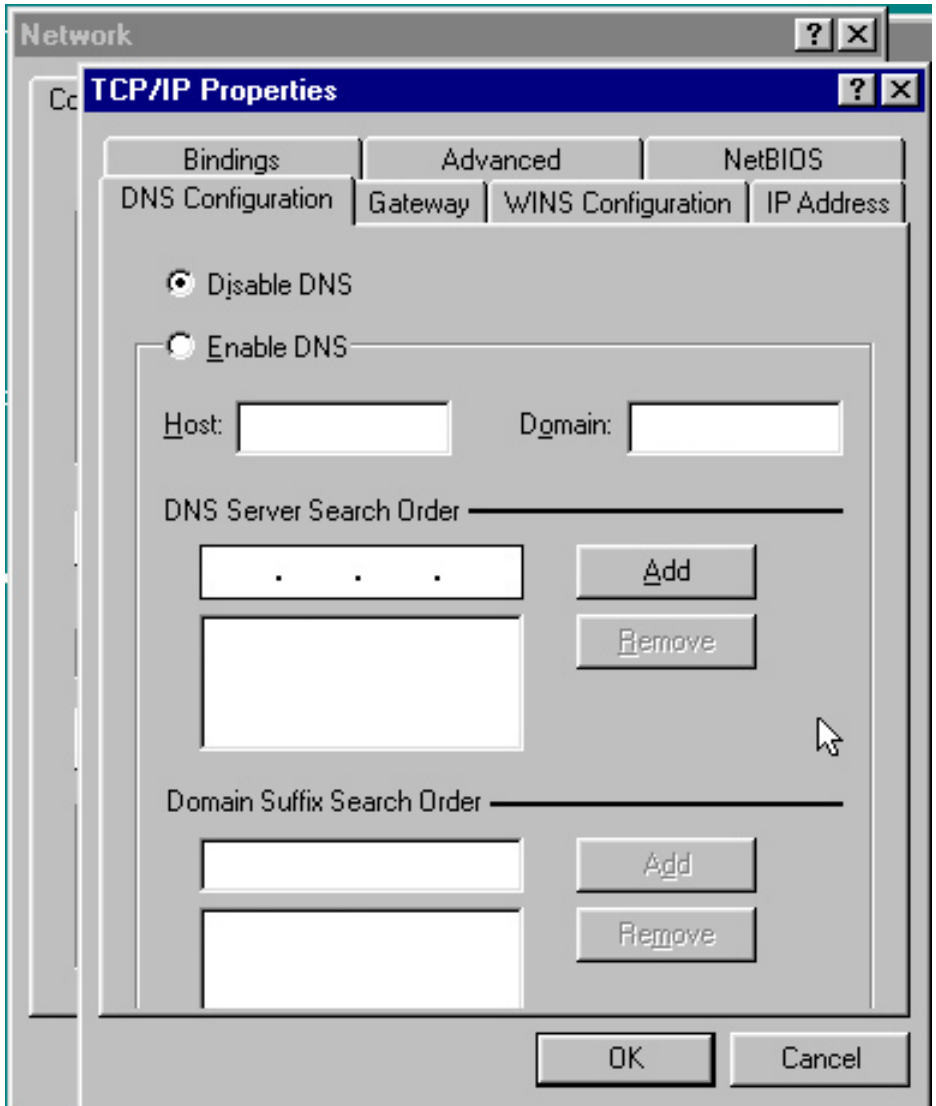 Network
Co
TCP/IP Properties
Bindings Advanced NetBIOS
DNS Configuration Gateway WINS Configuration IP Address
Disable DNS
Enable DNS
Host: Domain:
DNS Server Search Order
. . . Add
Remove
Domain Suffix Search Order
Add
Remove
OK Cancel